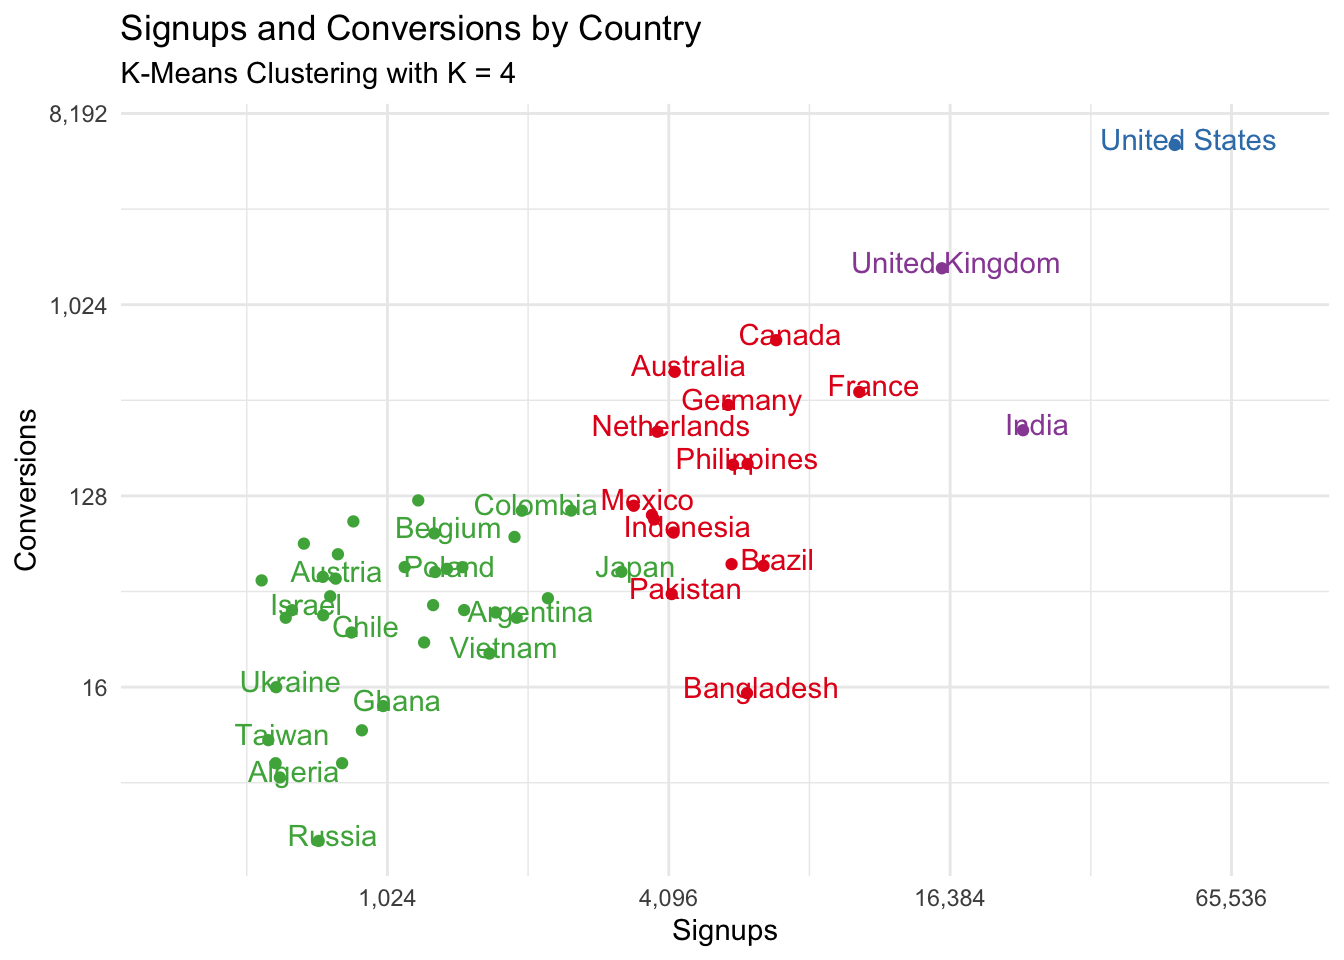 Signups and Conversions by Country
K-Means Clustering with K = 4
8,192
United States
United Kingdom
1,024
Canada
Australia
France
Germany
Netherlands
India
Philippines
128
Mexico
Colombia
Indonesia
Belgium
Brazil
Japan
Poland
Austria
Pakistan
Israel
Argentina
Chile
Vietnam
16
Ukraine
Bangladesh
Ghana
Taiwan
Algeria
Russia
Conversions
1,024
4,096
16,384
65,536
Signups